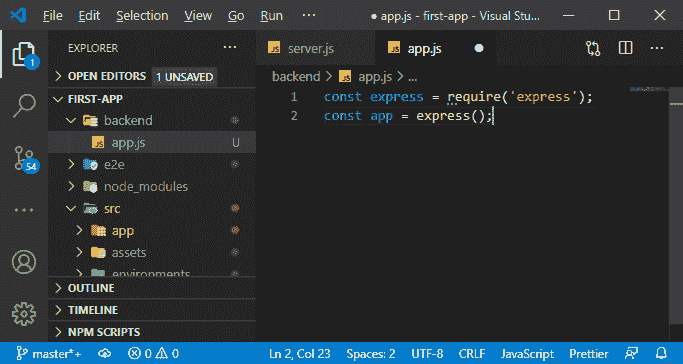 File Edit Selection View Go Run ... ● app.js - first-app - Visual Stu...
EXPLORER ...
JS server.js
JS app.js ●
OPEN EDITORS 1 UNSAVED
FIRST-APP
backend
JS app.js U
e2e
node_modules
src
app
assets
environments
OUTLINE
TIMELINE
NPM SCRIPTS
1
54
backend > JS app.js > ...
1 const express = require('express');
2 const app = express();
master*+ 0 0 Ln 2, Col 23 Spaces: 2 UTF-8 CRLF JavaScript Prettier